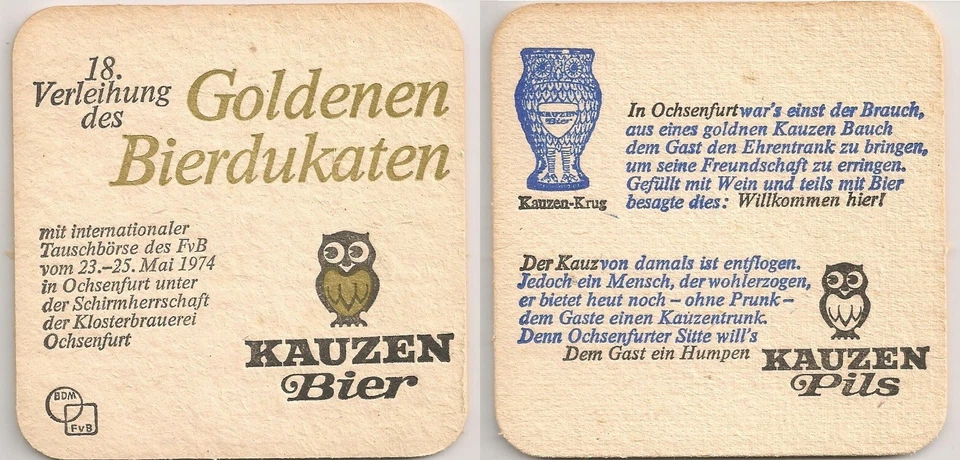 18.
Verleihung
des
Goldenen
Bierdukaten
mit internationaler
Tauschbörse des FvB
vom 23.–25. Mai 1974
in Ochsenfurt unter
der Schirmherrschaft
der Klosterbrauerei
Ochsenfurt
KAUZEN
Bier
BDM
FvB
KAUZEN
Bier
Kauzen-Krug
In Ochsenfurt war's einst der Brauch,
aus eines goldnen Kauzen Bauch
dem Gast den Ehrentrank zu bringen,
um seine Freundschaft zu erringen.
Gefüllt mit Wein und teils mit Bier
besagte dies: Willkommen hier!
Der Kauz von damals ist entflogen.
Jedoch ein Mensch, der wohlerzogen,
er bietet heut noch – ohne Prunk –
dem Gaste einen Kauzentrunk.
Denn Ochsenfurter Sitte will's
Dem Gast ein Humpen
KAUZEN
Pils